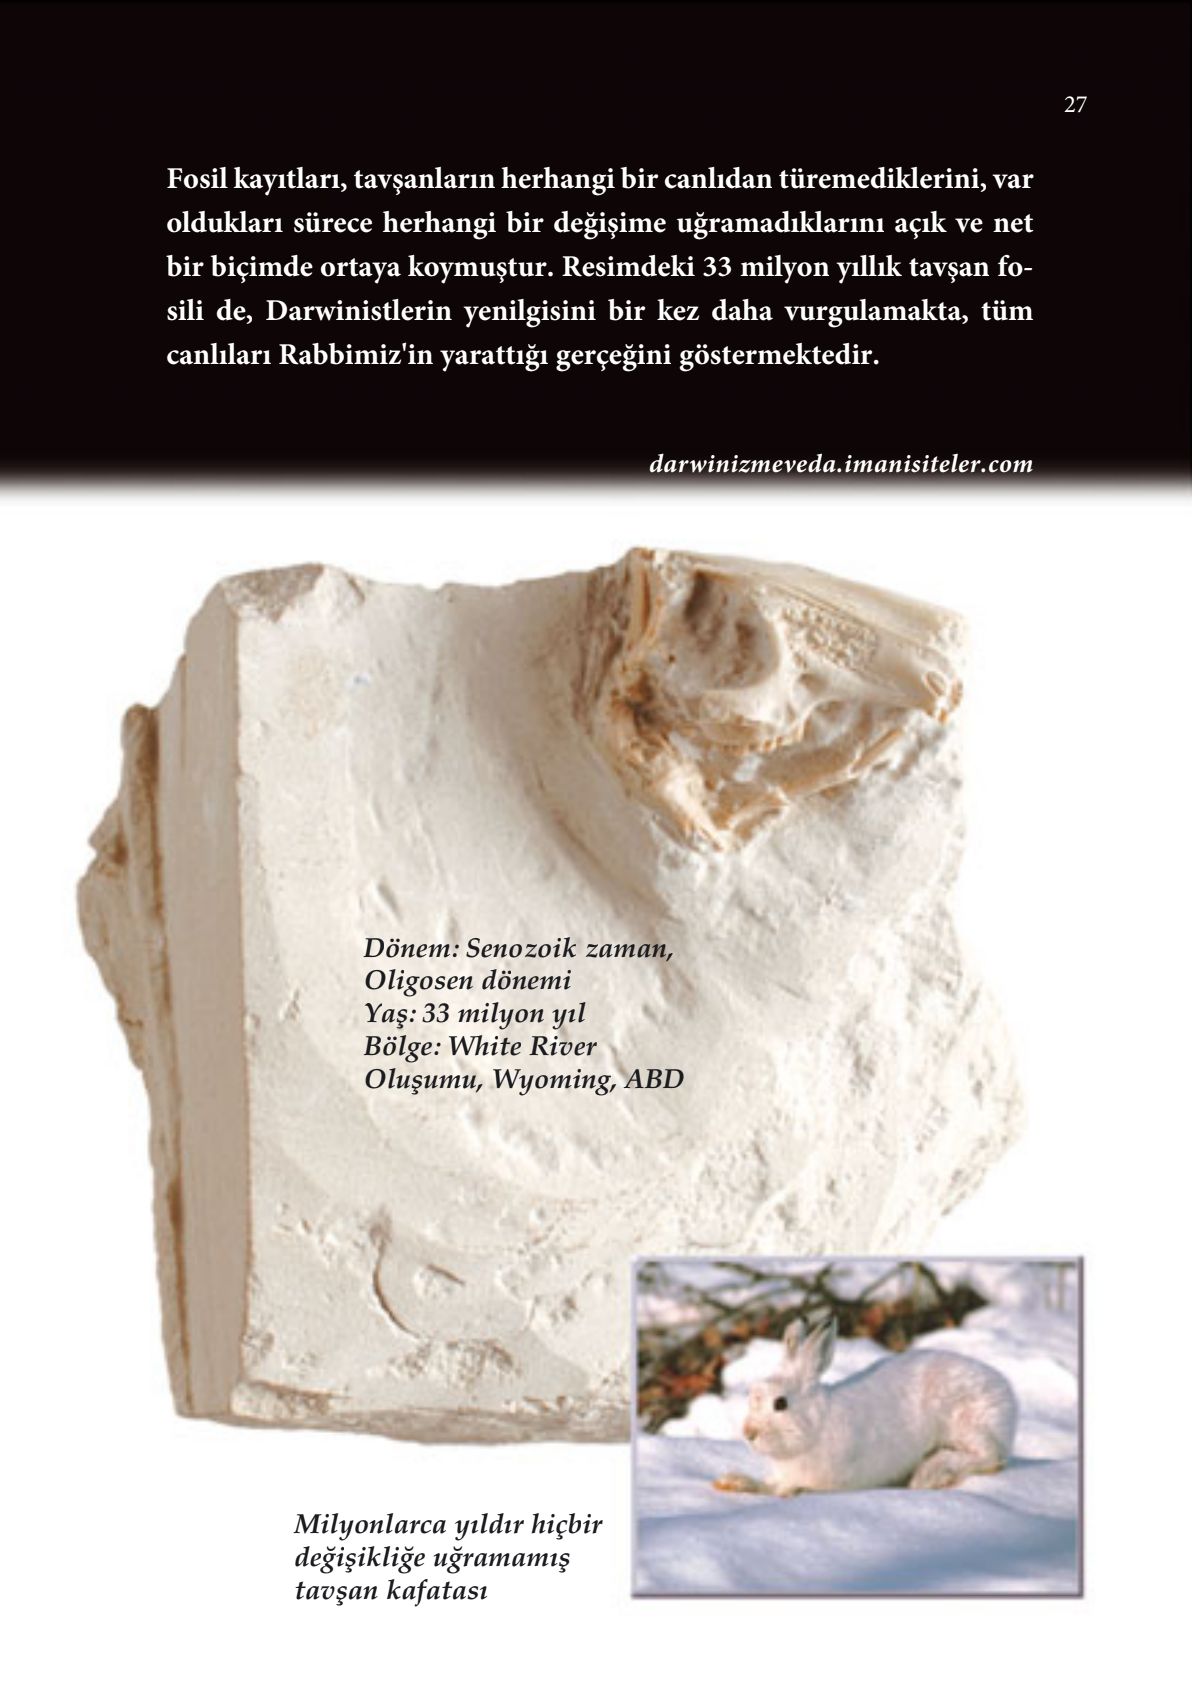 27
Fosil kayıtları, tavşanların herhangi bir canlıdan türemediklerini, var
oldukları sürece herhangi bir değişime uğramadıklarını açık ve net
bir biçimde ortaya koymuştur. Resimdeki 33 milyon yıllık tavşan fo-
sili de, Darwinistlerin yenilgisini bir kez daha vurgulamakta, tüm
canlıları Rabbimiz'in yarattığı gerçeğini göstermektedir.
darwinizmeveda.imanisiteler.com
Dönem: Senozoik zaman,
Oligosen dönemi
Yaş: 33 milyon yıl
Bölge: White River
Oluşumu, Wyoming, ABD
Milyonlarca yıldır hiçbir
değişikliğe uğramamış
tavşan kafatası